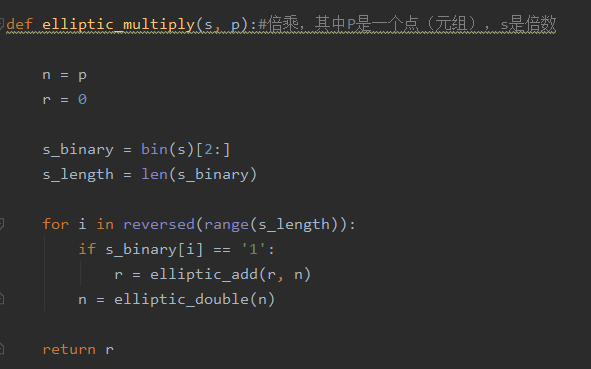 def elliptic_multiply(s, p):#倍乘，其中P是一个点（元组），s是倍数
n = p
r = 0
s_binary = bin(s)[2:]
s_length = len(s_binary)
for i in reversed(range(s_length)):
if s_binary[i] == '1':
r = elliptic_add(r, n)
n = elliptic_double(n)
return r